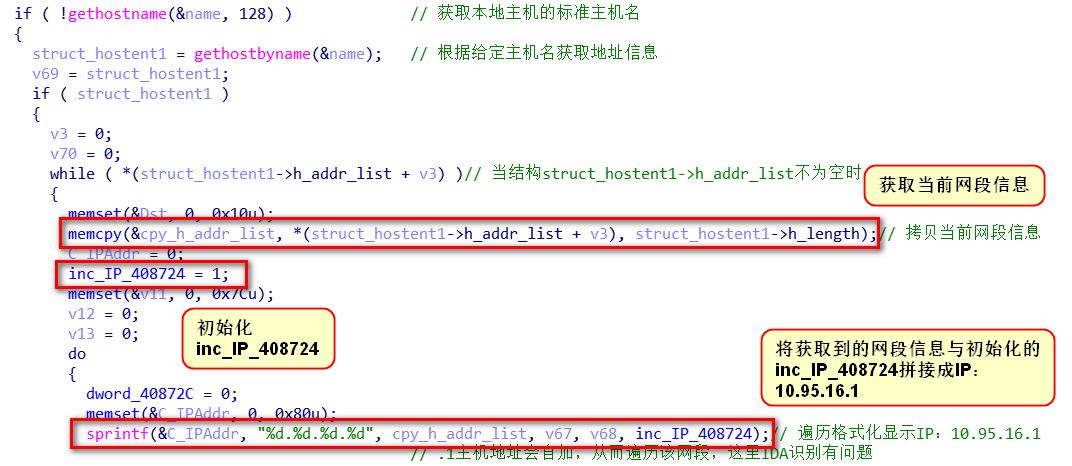 if ( !gethostname(&name, 128) ) // 获取本地主机的标准主机名
{
struct_hostent1 = gethostbyname(&name); // 根据给定主机名获取地址信息
v69 = struct_hostent1;
if ( struct_hostent1 )
{
v3 = 0;
v70 = 0;
while ( *(struct_hostent1->h_addr_list + v3) )// 当结构struct_hostent1->h_addr_list不为空时
获取当前网段信息
{
memset(&Dst, 0, 0x10u);
memcpy(&cpy_h_addr_list, *(struct_hostent1->h_addr_list + v3), struct_hostent1->h_length);// 拷贝当前网段信息
C_IPAddr = 0;
inc_IP_408724 = 1;
memset(&v11, 0, 0x7Cu);
v12 = 0;
v13 = 0;
初始化
inc_IP_408724
do
{
将获取到的网段信息与初始化的
inc_IP_408724拼接成IP：
10.95.16.1
dword_40872C = 0;
memset(&C_IPAddr, 0, 0x80u);
sprintf(&C_IPAddr, "%d.%d.%d.%d", cpy_h_addr_list, v67, v68, inc_IP_408724);// 遍历格式化显示IP：10.95.16.1
// .1主机地址会自加，从而遍历该网段，这里IDA识别有问题